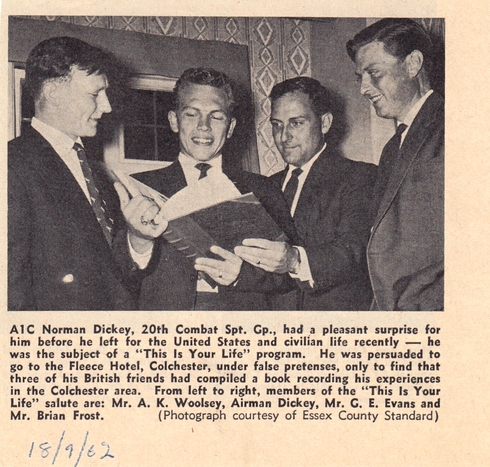 A1C Norman Dickey, 20th Combat Spt. Gp., had a pleasant surprise for
him before he left for the United States and civilian life recently — he
was the subject of a "This Is Your Life" program. He was persuaded to
go to the Fleece Hotel, Colchester, under false pretenses, only to find that
three of his British friends had compiled a book recording his experiences
in the Colchester area. From left to right, members of the "This Is Your
Life" salute are: Mr. A. K. Woolsey, Airman Dickey, Mr. G. E. Evans and
Mr. Brian Frost. (Photograph courtesy of Essex County Standard)
18/9/62